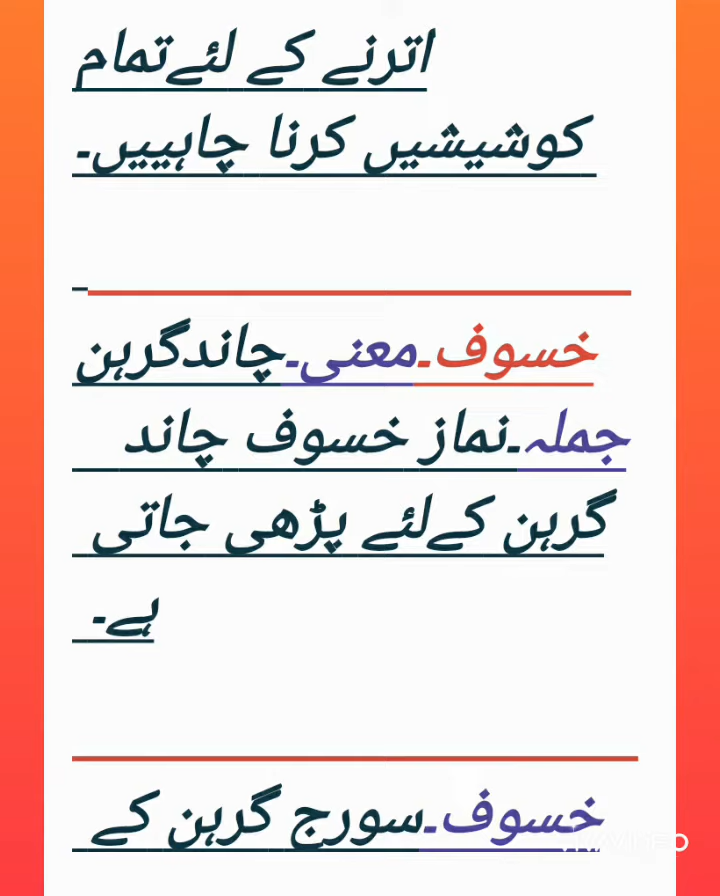 اترنے کے لئےتمام
کوشیشیں کرنا چاہییں۔
خسوف۔معنی۔چاندگرہن
جملہ۔نماز خسوف چاند
گرہن کےلئے پڑھی جاتی
ہے۔
خسوف۔سورج گرہن کے